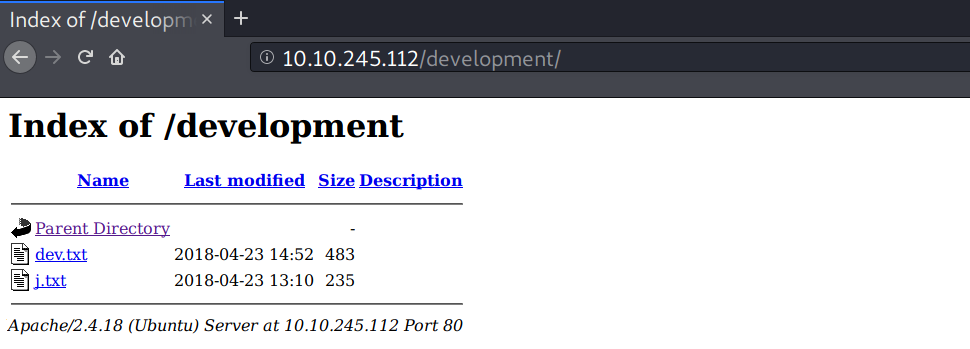 Index of /developm
10.10.245.112/development/
Index of /development
Name Last modified Size Description
Parent Directory -
dev.txt 2018-04-23 14:52 483
j.txt 2018-04-23 13:10 235
Apache/2.4.18 (Ubuntu) Server at 10.10.245.112 Port 80